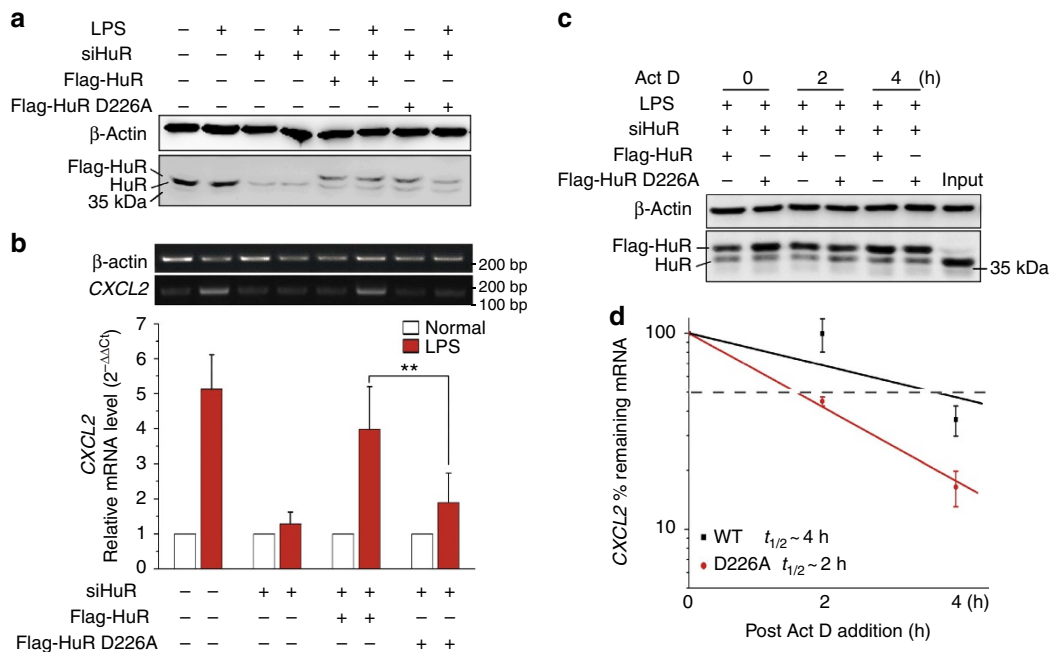 a
LPS – + – + – + – +
siHuR – – + + + + + +
Flag-HuR + +
Flag-HuR D226A + +
β-Actin
Flag-HuR
HuR
35 kDa
b
β-actin
200 bp
CXCL2
200 bp
100 bp
CXCL2
Relative mRNA level (2⁻ΔΔCt)
7
6
5
4
3
2
1
0
Normal
LPS
**
siHuR – – + + + + + +
Flag-HuR – – – – + + – –
Flag-HuR D226A – – – – – – + +
c
Act D 0 2 4 (h)
LPS + + + + + +
siHuR + + + + + +
Flag-HuR + – + – + –
Flag-HuR D226A – + – + – + Input
β-Actin
Flag-HuR
HuR
35 kDa
d
CXCL2 % remaining mRNA
100
10
WT t1/2 ~ 4 h
D226A t1/2 ~ 2 h
0 2 4 (h)
Post Act D addition (h)